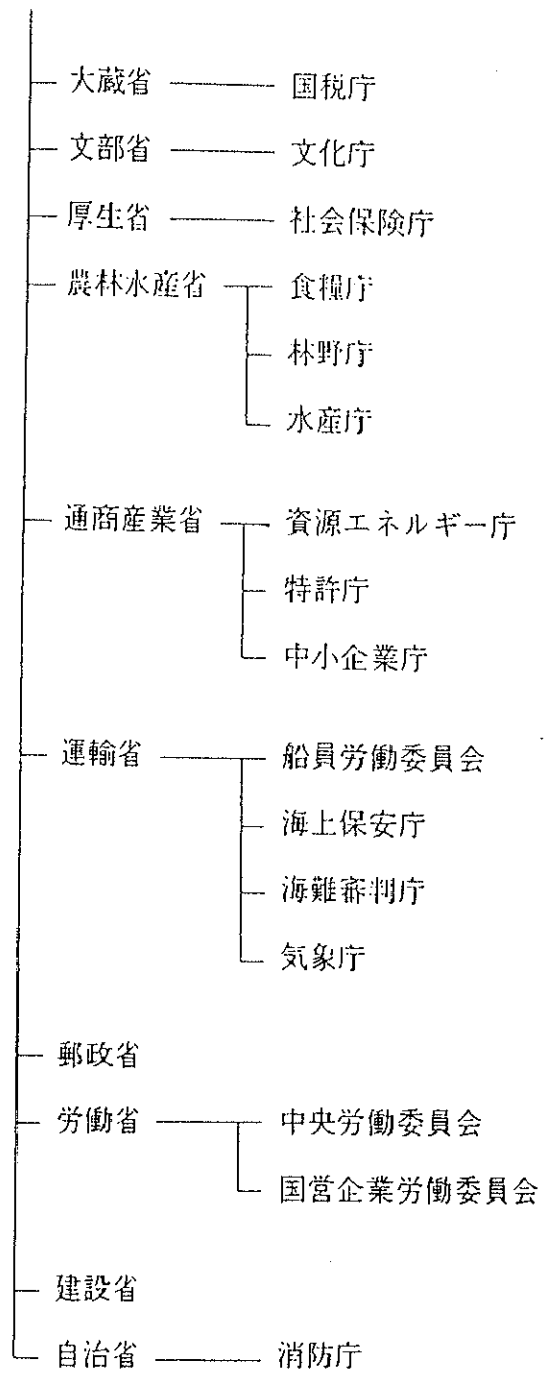 大蔵省 国税庁
文部省 文化庁
厚生省 社会保険庁
農林水産省 食糧庁
林野庁
水産庁
通商産業省 資源エネルギー庁
特許庁
中小企業庁
運輸省 船員労働委員会
海上保安庁
海難審判庁
気象庁
郵政省
労働省 中央労働委員会
国営企業労働委員会
建設省
自治省 消防庁